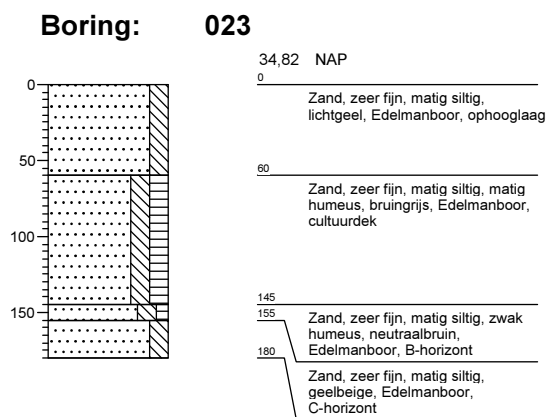 Boring: 023
34,82 NAP
0
0
Zand, zeer fijn, matig siltig,
lichtgeel, Edelmanboor, ophooglaag
50
60
Zand, zeer fijn, matig siltig, matig
humeus, bruingrijs, Edelmanboor,
cultuurdek
100
150
145
155
Zand, zeer fijn, matig siltig, zwak
humeus, neutraalbruin,
Edelmanboor, B-horizont
180
Zand, zeer fijn, matig siltig,
geelbeige, Edelmanboor,
C-horizont